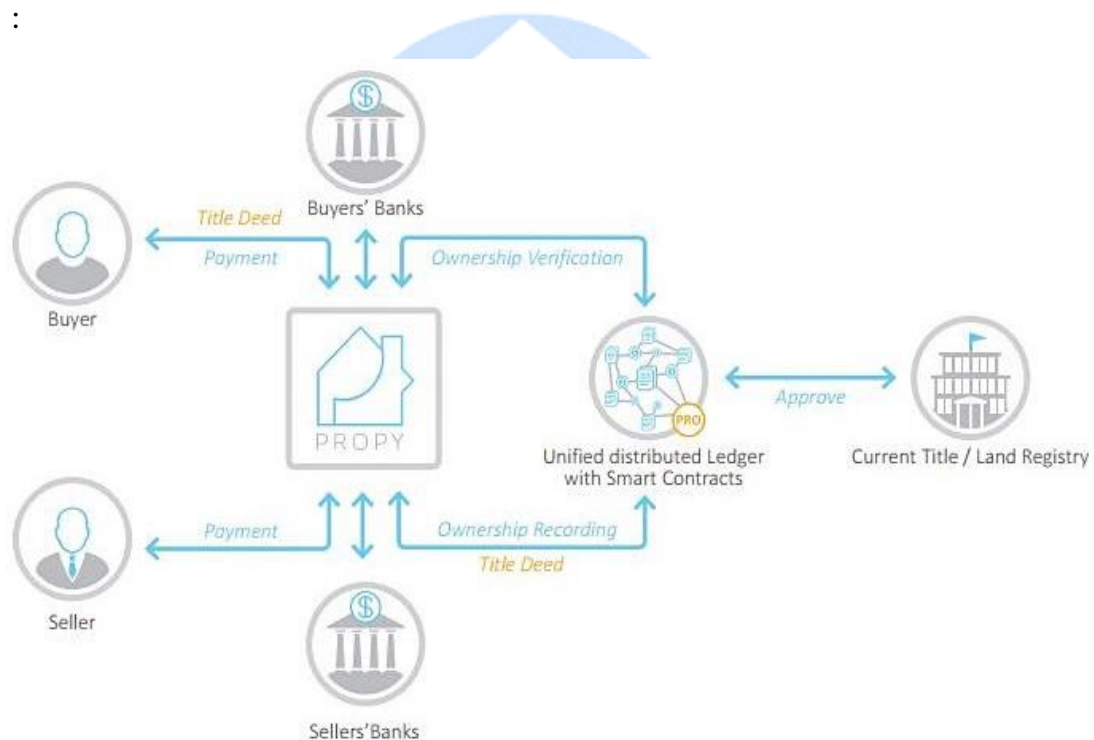 :
$
Buyers' Banks
Title Deed
Payment
Buyer
Ownership Verification
PROPY
PRO
Approve
Unified distributed Ledger
with Smart Contracts
Current Title / Land Registry
Payment
Seller
Ownership Recording
Title Deed
$
Sellers'Banks